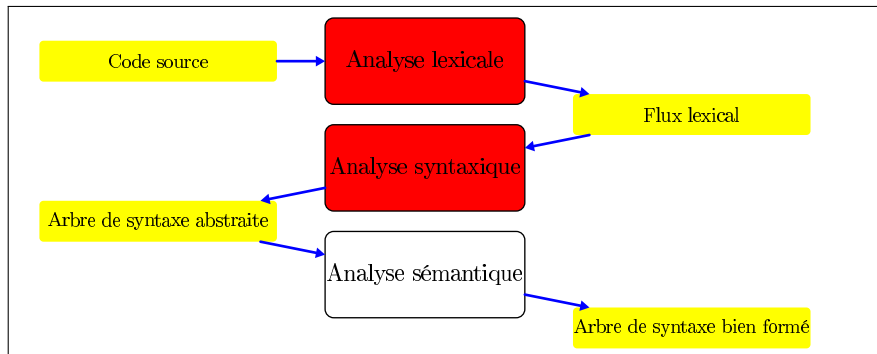 Code source
Analyse lexicale
Flux lexical
Analyse syntaxique
Arbre de syntaxe abstraite
Analyse sémantique
Arbre de syntaxe bien formé